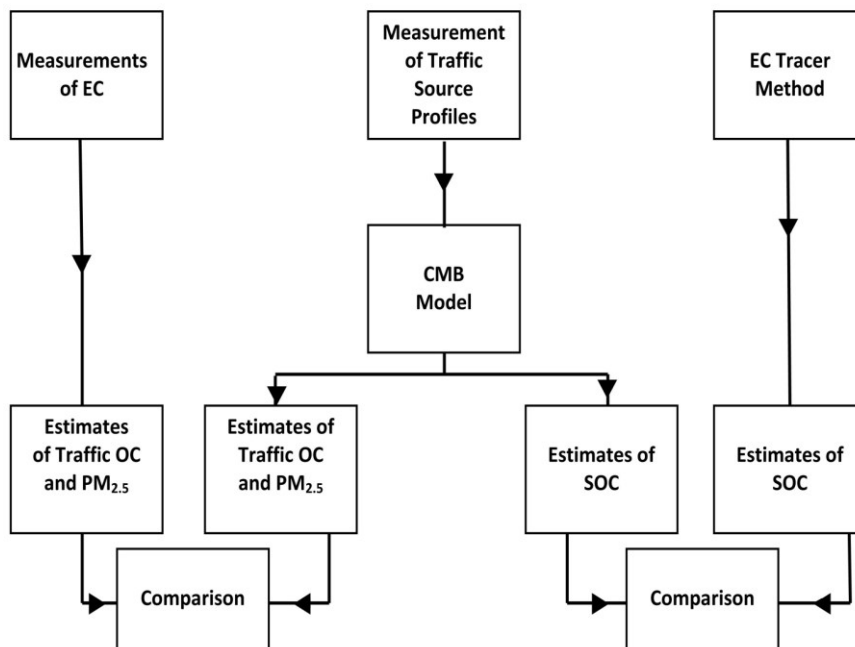 Measurements
of EC
Measurement
of Traffic
Source
Profiles
EC Tracer
Method
CMB
Model
Estimates
of Traffic OC
and PM₂.₅
Estimates of
Traffic OC
and PM₂.₅
Estimates of
SOC
Estimates of
SOC
Comparison
Comparison